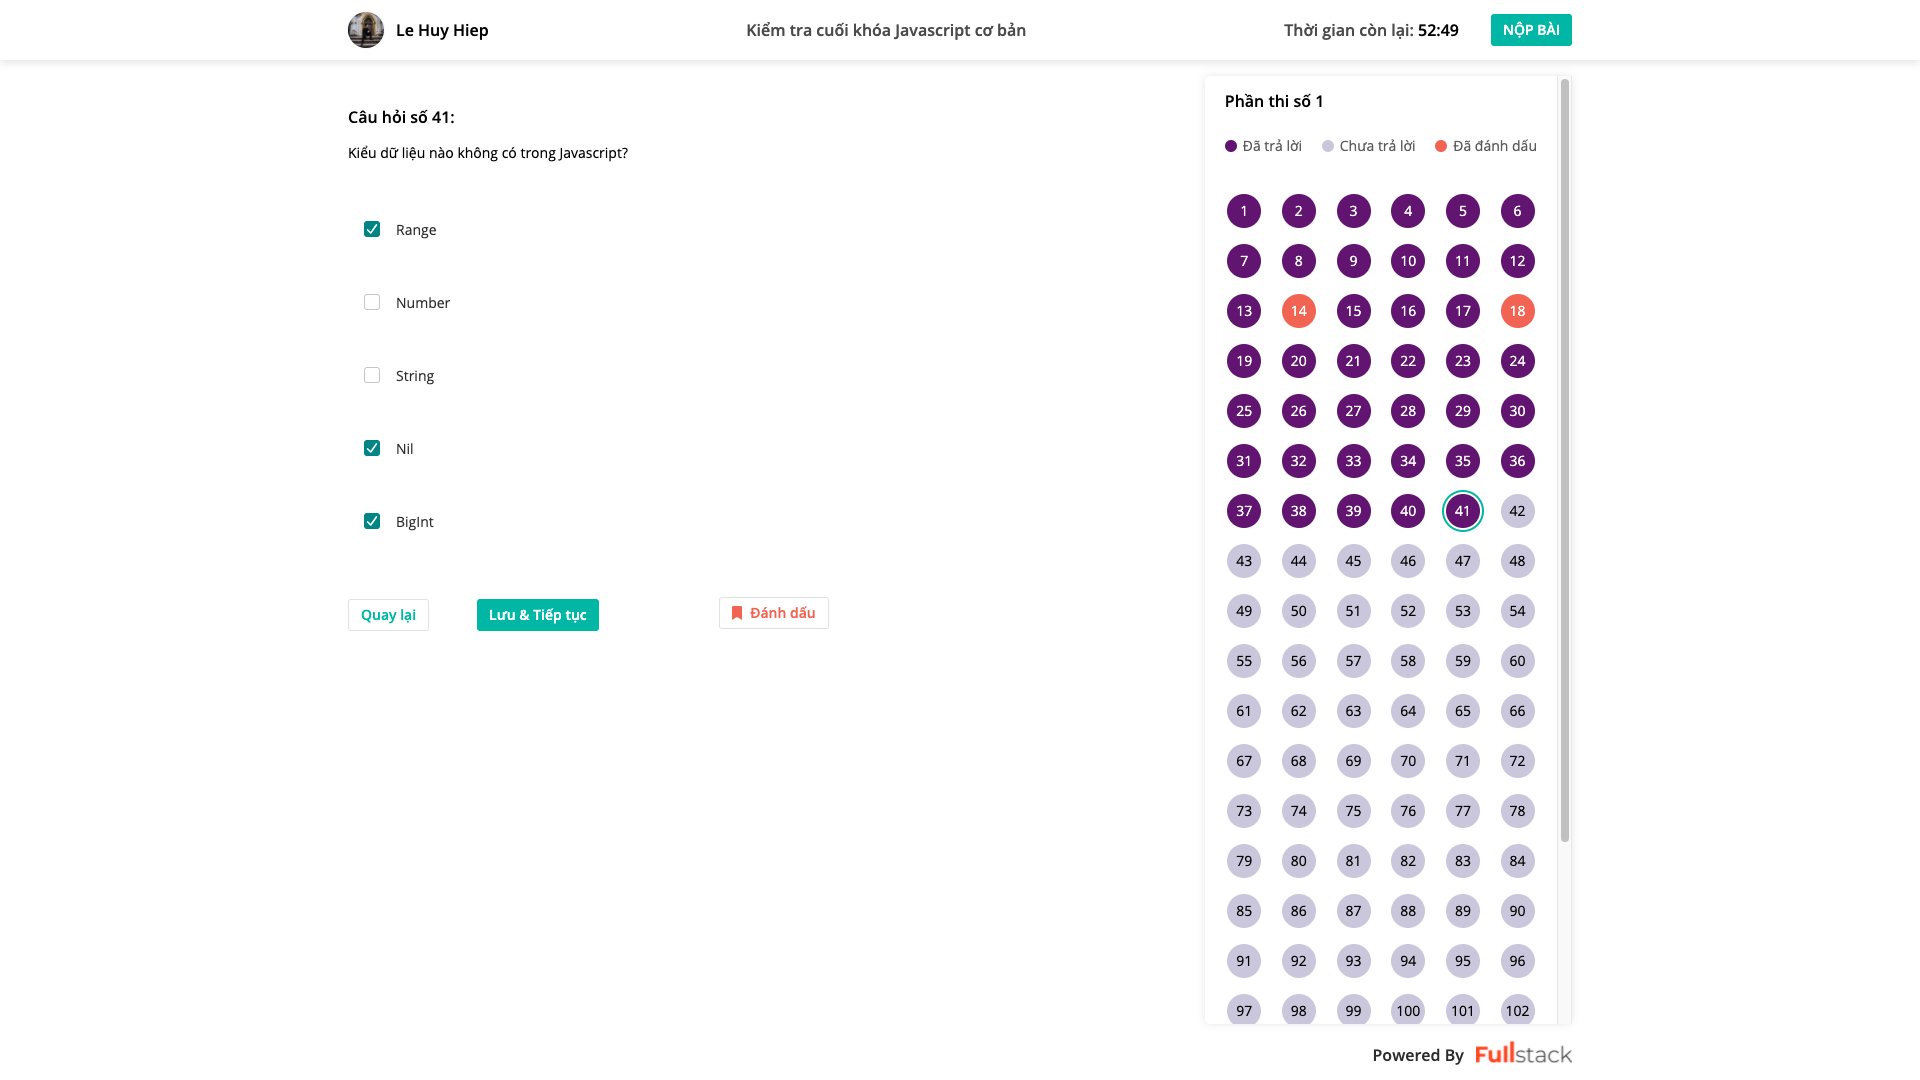 Le Huy Hiep
Kiểm tra cuối khóa Javascript cơ bản
Thời gian còn lại: 52:49
NỘP BÀI
Câu hỏi số 41:
Kiểu dữ liệu nào không có trong Javascript?
Range
Number
String
Nil
BigInt
Quay lại
Lưu & Tiếp tục
Đánh dấu
Phần thi số 1
Đã trả lời Chưa trả lời Đã đánh dấu
1 2 3 4 5 6
7 8 9 10 11 12
13 14 15 16 17 18
19 20 21 22 23 24
25 26 27 28 29 30
31 32 33 34 35 36
37 38 39 40 41 42
43 44 45 46 47 48
49 50 51 52 53 54
55 56 57 58 59 60
61 62 63 64 65 66
67 68 69 70 71 72
73 74 75 76 77 78
79 80 81 82 83 84
85 86 87 88 89 90
91 92 93 94 95 96
97 98 99 100 101 102
Powered By Fullstack